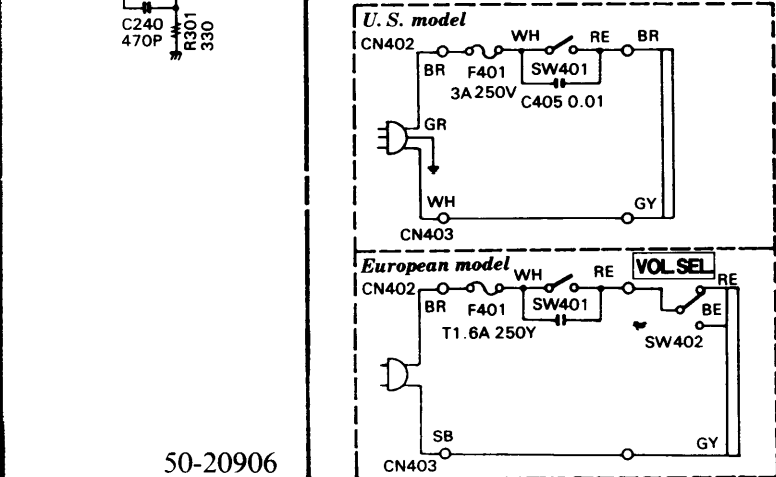 C240
470P
R301
330
U. S. model
CN402
WH
RE
BR
BR
F401
SW401
3A 250V
C405 0.01
GR
WH
GY
CN403
European model
VOL. SEL
CN402
WH
RE
RE
BR
F401
SW401
BE
T1.6A 250Y
SW402
SB
GY
CN403
50-20906